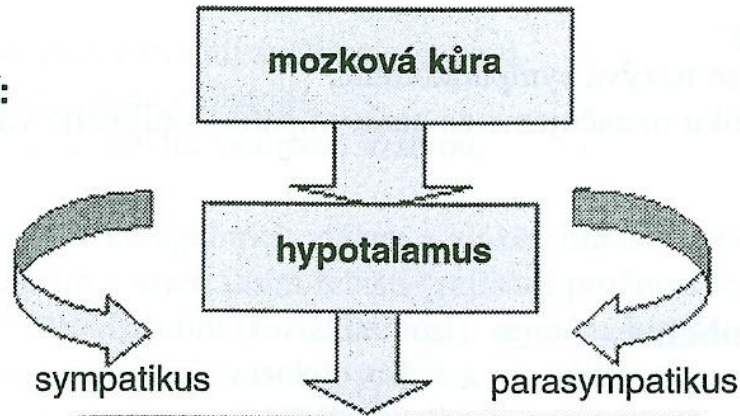 mozková kůra
:
hypotalamus
sympatikus
parasympatikus